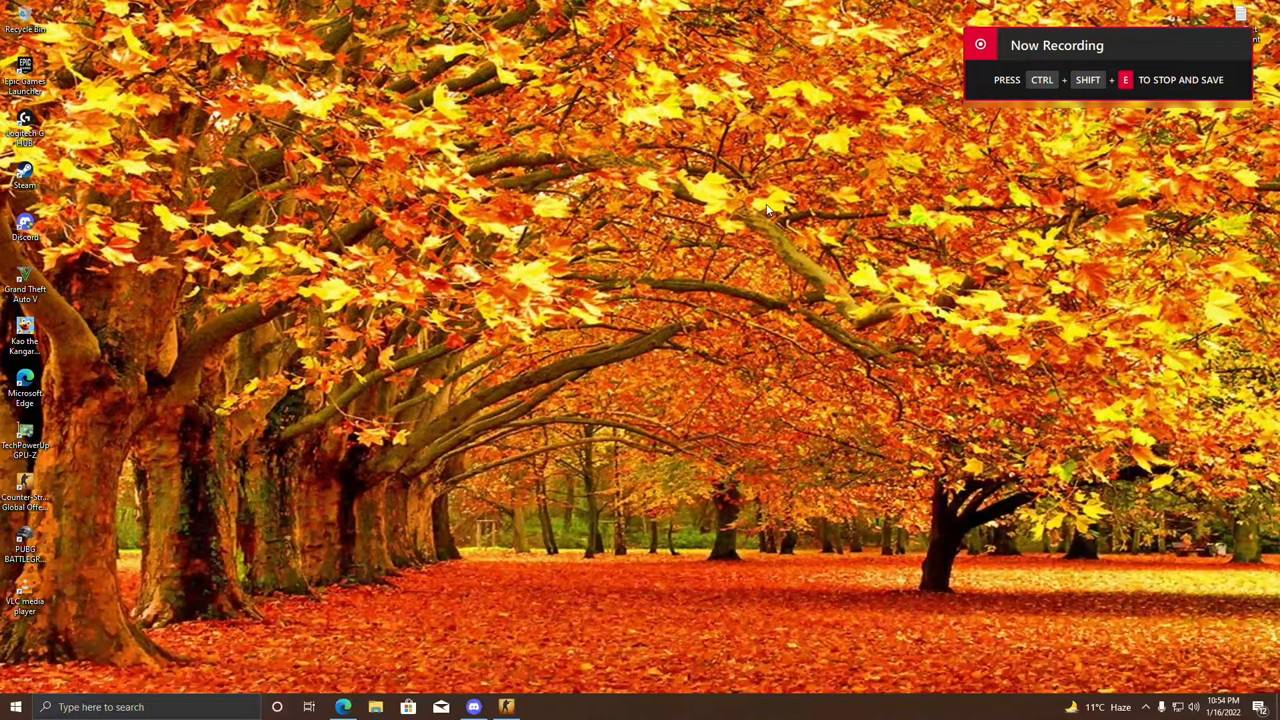 Recycle Bin
Epic Games
Launcher
Logitech G
HUB
Steam
Discord
Grand Theft
Auto V
Kao the
Kangar...
Microsoft
Edge
TechPowerUp
GPU-Z
Counter-Str...
Global Offe...
PUBG
BATTLEGR...
VLC media
player
Now Recording
PRESS CTRL + SHIFT + E TO STOP AND SAVE
Type here to search
11°C Haze
10:54 PM
1/16/2022
12